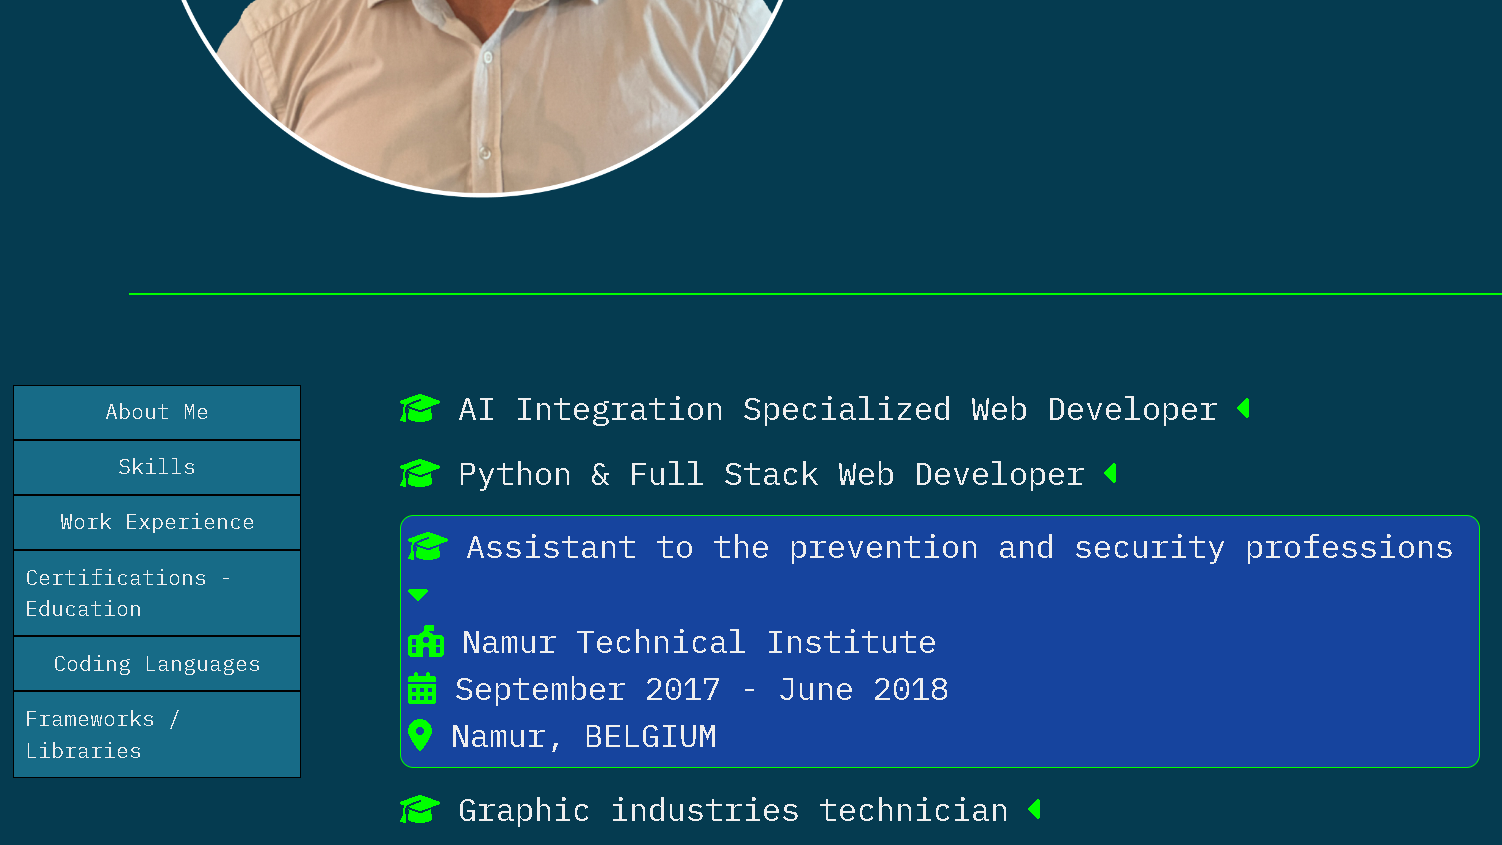 About Me
Skills
Work Experience
Certifications -
Education
Coding Languages
Frameworks /
Libraries
AI Integration Specialized Web Developer
Python & Full Stack Web Developer
Assistant to the prevention and security professions
Namur Technical Institute
September 2017 - June 2018
Namur, BELGIUM
Graphic industries technician